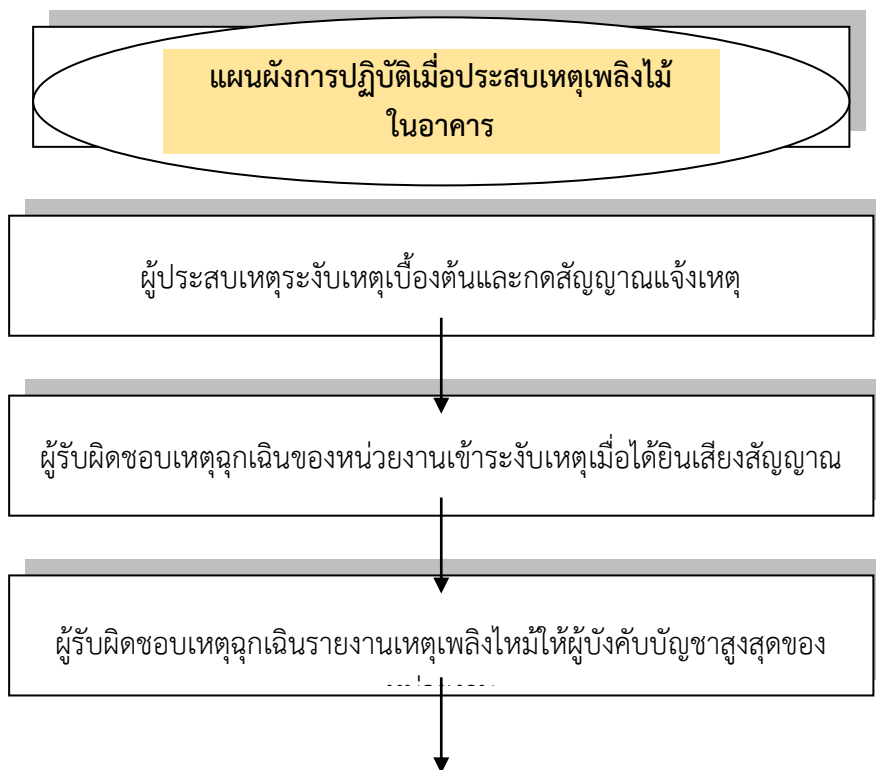 แผนผังการปฏิบัติเมื่อประสบเหตุเพลิงไม้
ในอาคาร
ผู้ประสบเหตุระงับเหตุเบื้องต้นและกดสัญญาณแจ้งเหตุ
ผู้รับผิดชอบเหตุฉุกเฉินของหน่วยงานเข้าระงับเหตุเมื่อได้ยินเสียงสัญญาณ
ผู้รับผิดชอบเหตุฉุกเฉินรายงานเหตุเพลิงไหม้ให้ผู้บังคับบัญชาสูงสุดของ